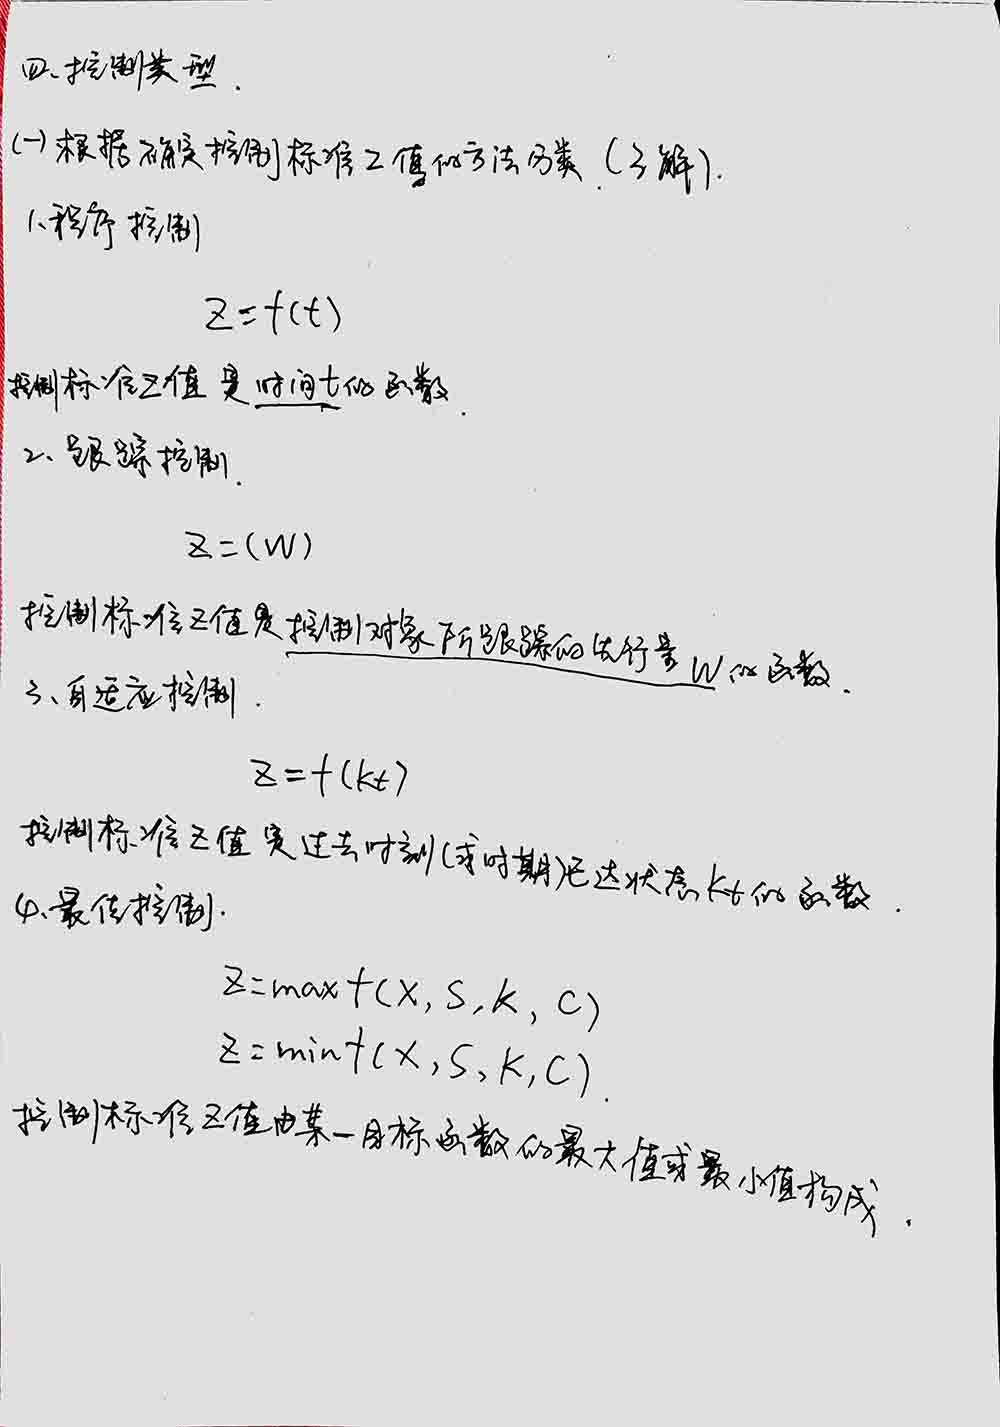 四、控制类型.
(一)根据确定控制标准Z值的方法分类.(了解).
1、程序控制
Z=f(t)
控制标准Z值是时间t的函数.
2、跟踪控制.
Z=(W)
控制标准Z值是控制对象所跟踪的先行量W的函数.
3、自适应控制.
Z=f(Kt)
控制标准Z值是过去时刻(或时期)已达状态Kt的函数.
4、最佳控制.
Z=maxf(X,S,K,C)
Z=minf(X,S,K,C).
控制标准Z值由某一目标函数的最大值或最小值构成.